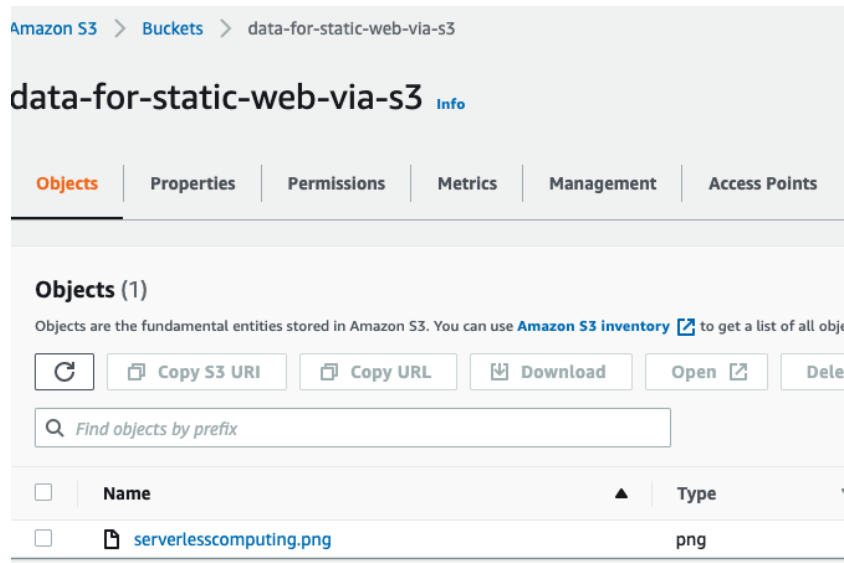 Amazon S3 > Buckets > data-for-static-web-via-s3
data-for-static-web-via-s3 Info
Objects Properties Permissions Metrics Management Access Points
Objects (1)
Objects are the fundamental entities stored in Amazon S3. You can use Amazon S3 inventory to get a list of all obje
Copy S3 URI Copy URL Download Open Dele
Find objects by prefix
Name Type
serverlesscomputing.png png